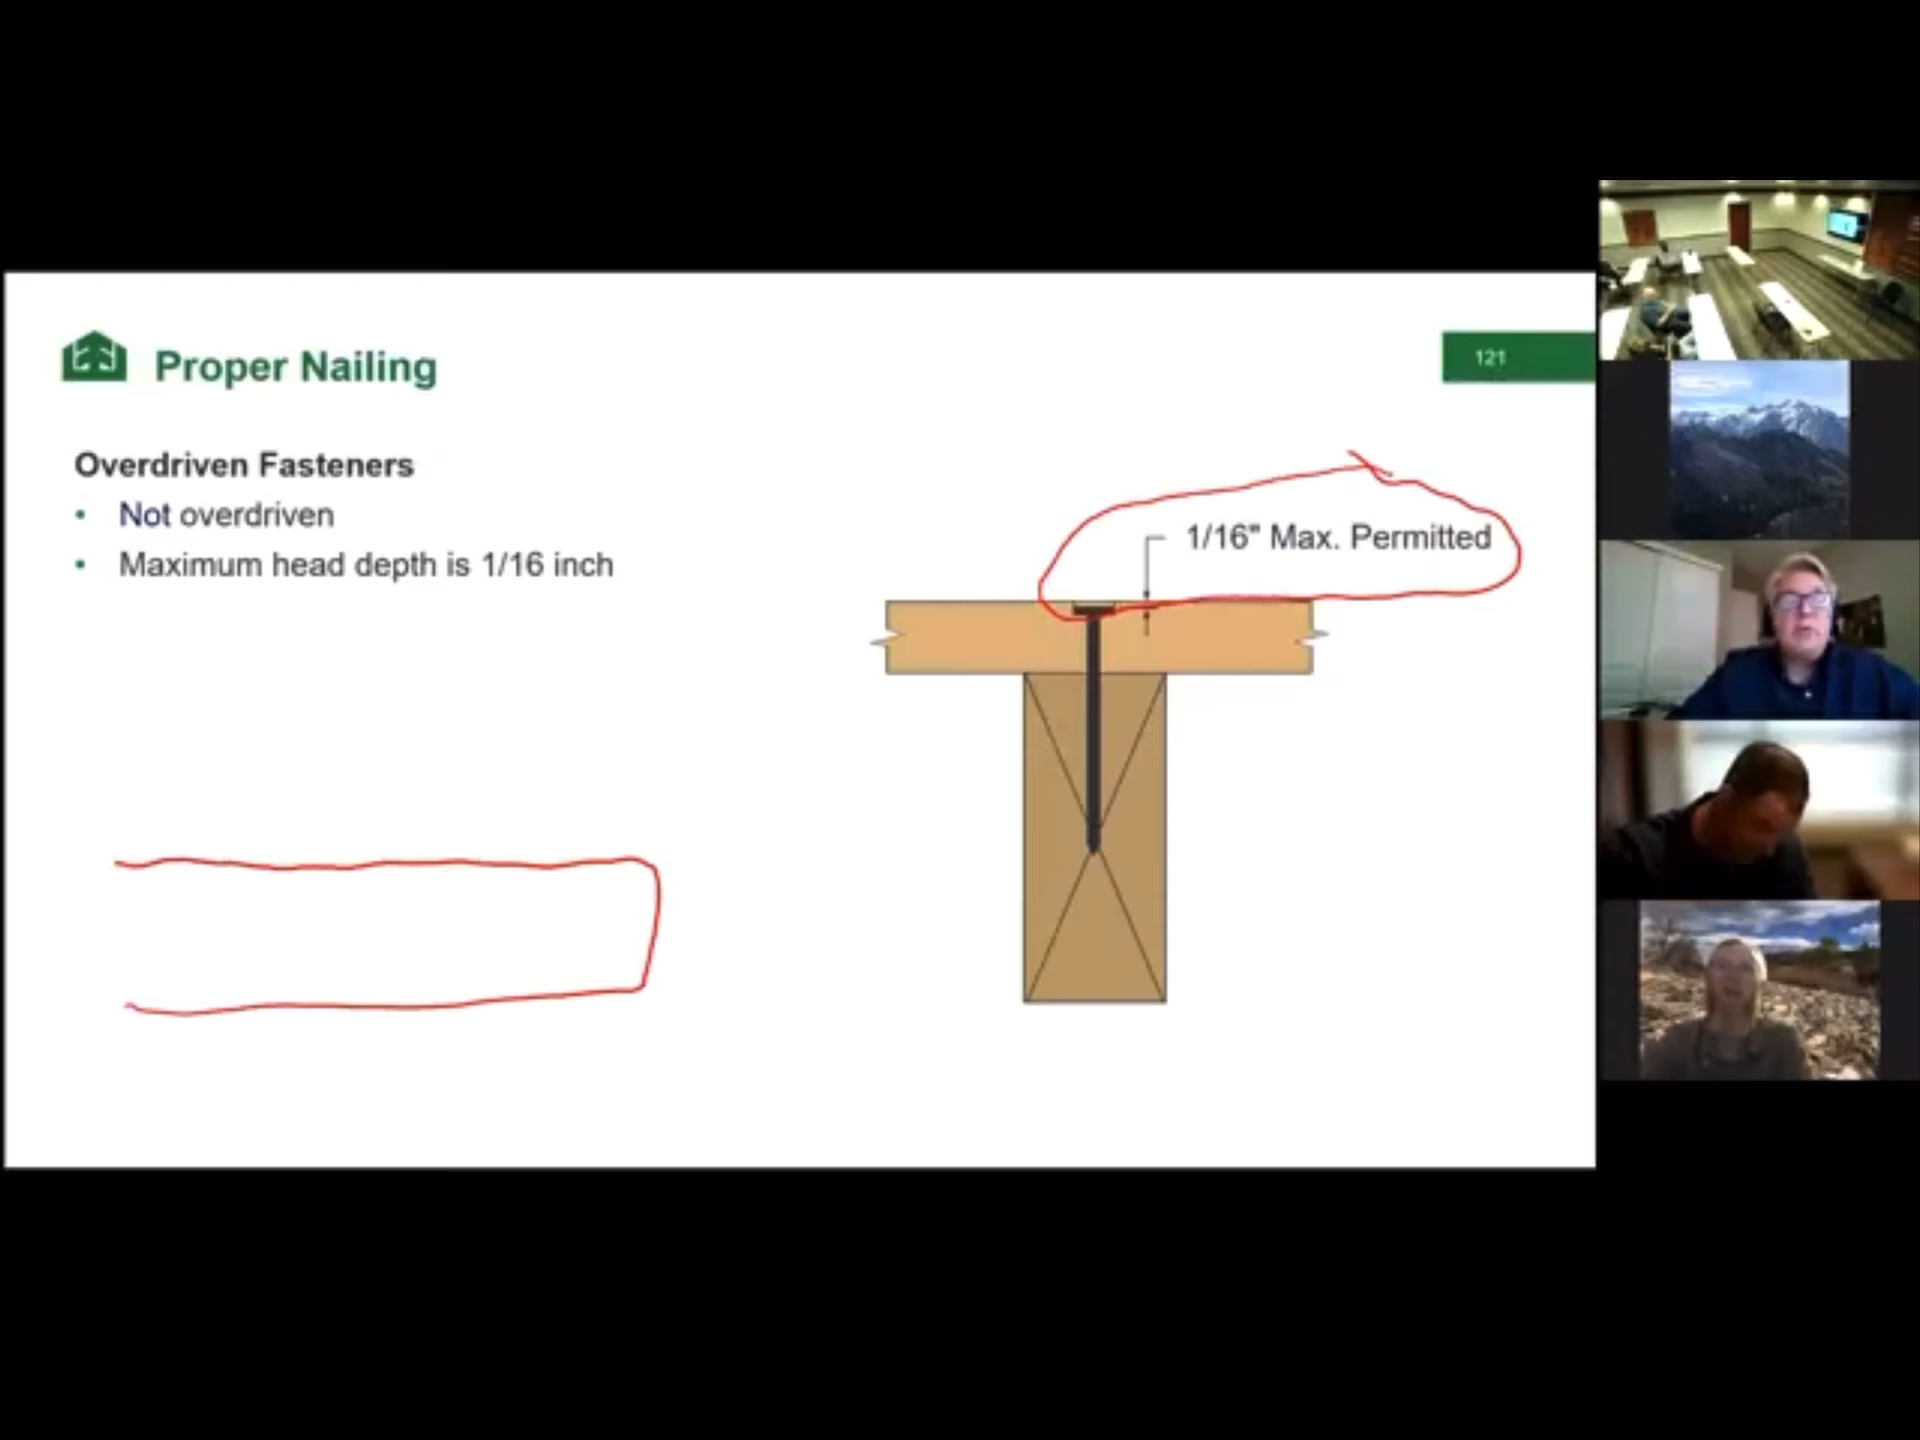 Proper Nailing
121
Overdriven Fasteners
• Not overdriven
• Maximum head depth is 1/16 inch
1/16" Max. Permitted